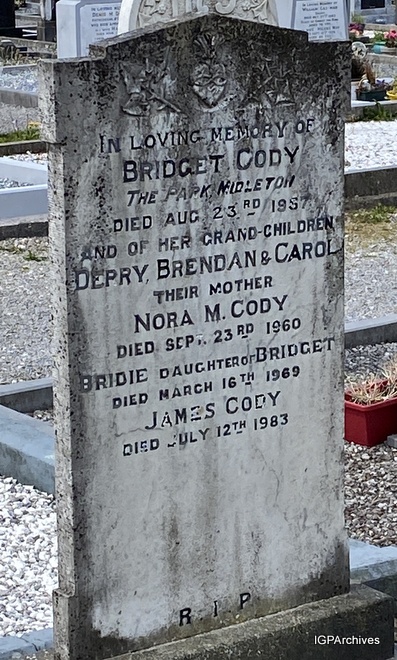 IN LOVING MEMORY OF
BRIDGET CODY
THE PARK MIDLETON
DIED AUG. 23RD 1957
AND OF HER GRAND-CHILDREN
DERRY, BRENDAN & CAROL
THEIR MOTHER
NORA M. CODY
DIED SEPT. 23RD 1960
BRIDIE DAUGHTER OF BRIDGET
DIED MARCH 16TH 1969
JAMES CODY
DIED JULY 12TH 1983
R I P
IGPArchives